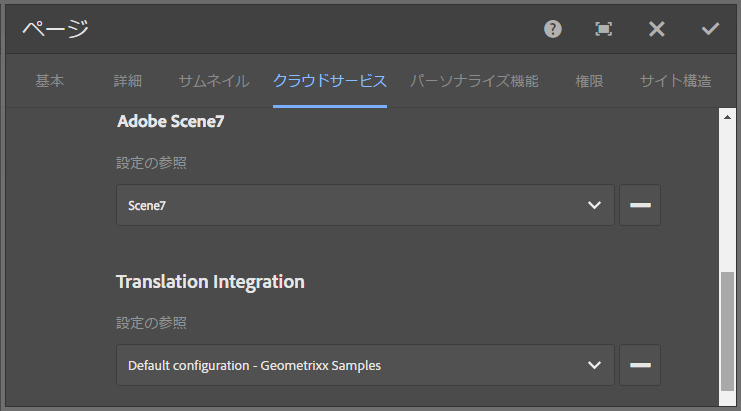 ページ
基本 詳細 サムネイル クラウドサービス パーソナライズ機能 権限 サイト構造
Adobe Scene7
設定の参照
Scene7
Translation Integration
設定の参照
Default configuration - Geometrixx Samples